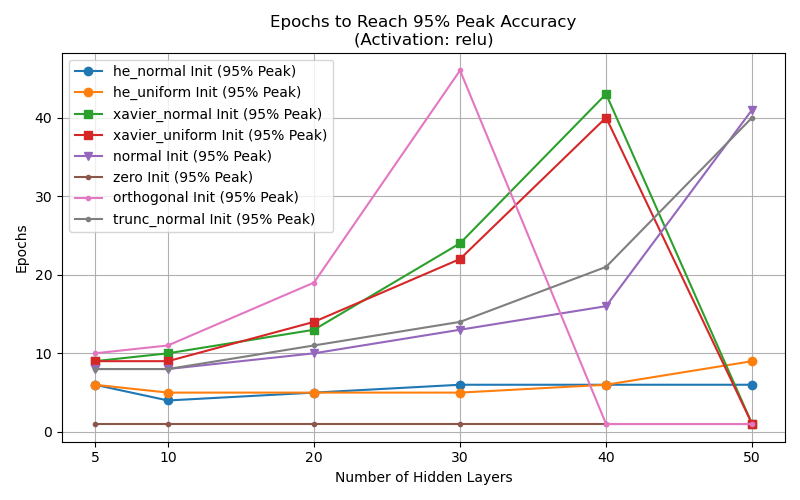 Epochs to Reach 95% Peak Accuracy
(Activation: relu)
he_normal Init (95% Peak)
he_uniform Init (95% Peak)
xavier_normal Init (95% Peak)
xavier_uniform Init (95% Peak)
normal Init (95% Peak)
zero Init (95% Peak)
orthogonal Init (95% Peak)
trunc_normal Init (95% Peak)
Epochs
40
30
20
10
0
5
10
20
30
40
50
Number of Hidden Layers